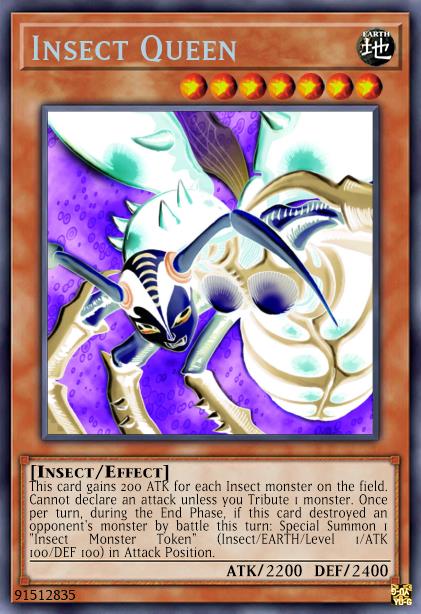 Insect Queen
EARTH
地
[Insect/Effect]
This card gains 200 ATK for each Insect monster on the field.
Cannot declare an attack unless you Tribute 1 monster. Once
per turn, during the End Phase, if this card destroyed an
opponent's monster by battle this turn: Special Summon 1
"Insect Monster Token" (Insect/EARTH/Level 1/ATK
100/DEF 100) in Attack Position.
ATK/2200 DEF/2400
91512835